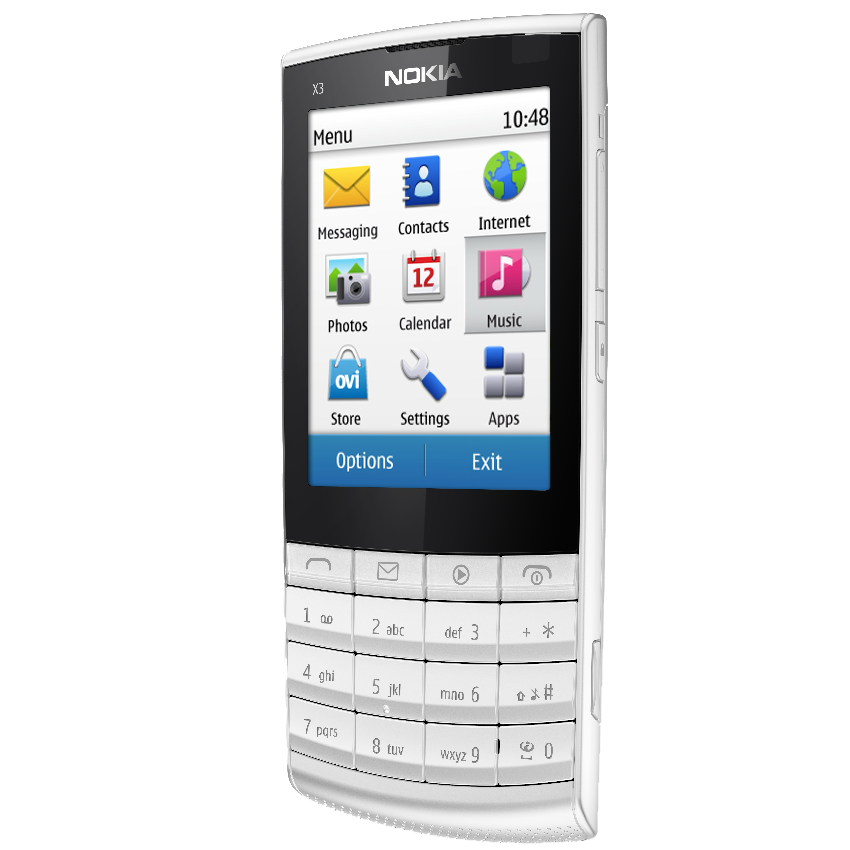 NOKIA
X3
Menu 10:48
Messaging Contacts Internet
12
Photos Calendar Music
ovi
Store Settings Apps
Options Exit
1 2 abc def 3 + *
4 ghi 5 jkl mno 6 #
7 pqrs 8 tuv wxyz 9 0